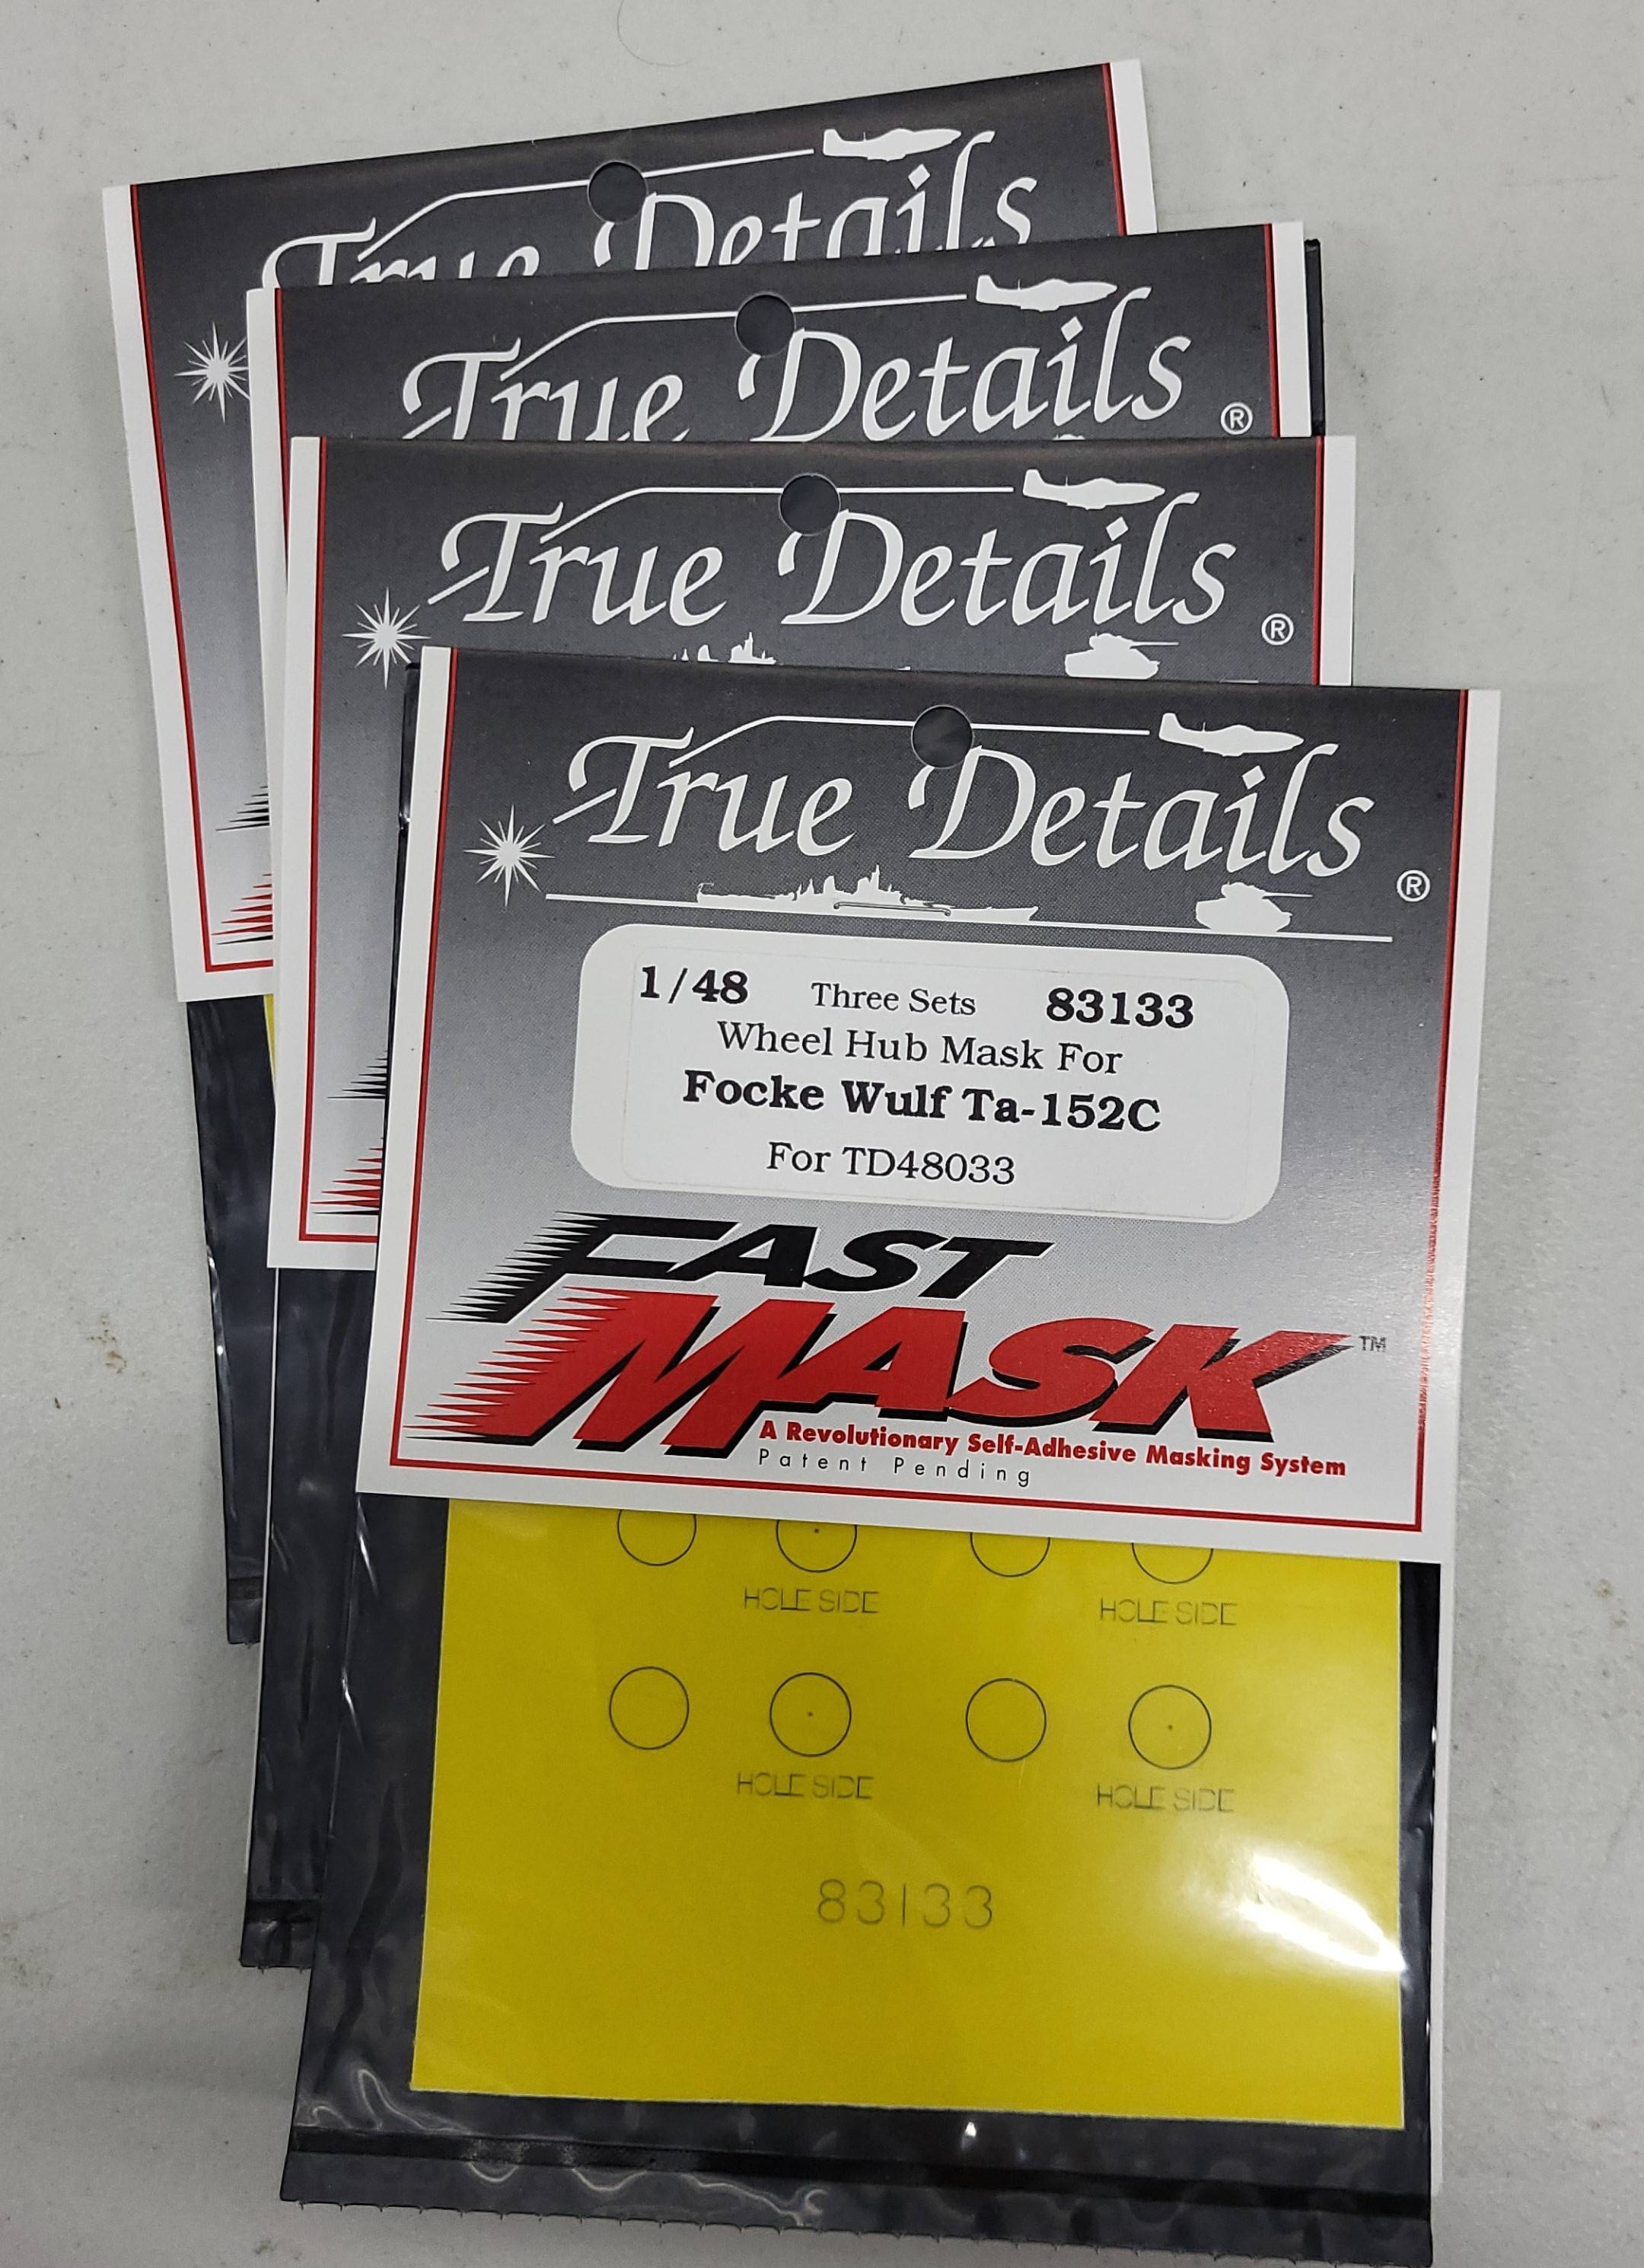 True Details
True Details ®
True Details ®
True Details ®
1/48 Three Sets 83133
Wheel Hub Mask For
Focke Wulf Ta-152C
For TD48033
FAST
MASK ™
A Revolutionary Self-Adhesive Masking System
Patent Pending
HOLE SIDE HOLE SIDE
HOLE SIDE HOLE SIDE
83133